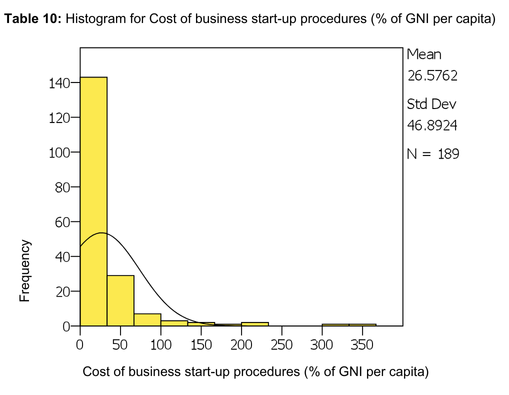 Table 10: Histogram for Cost of business start-up procedures (% of GNI per capita)
Mean
26.5762
Std Dev
46.8924
N = 189
Frequency
140
120
100
80
60
40
20
0
0 50 100 150 200 250 300 350
Cost of business start-up procedures (% of GNI per capita)